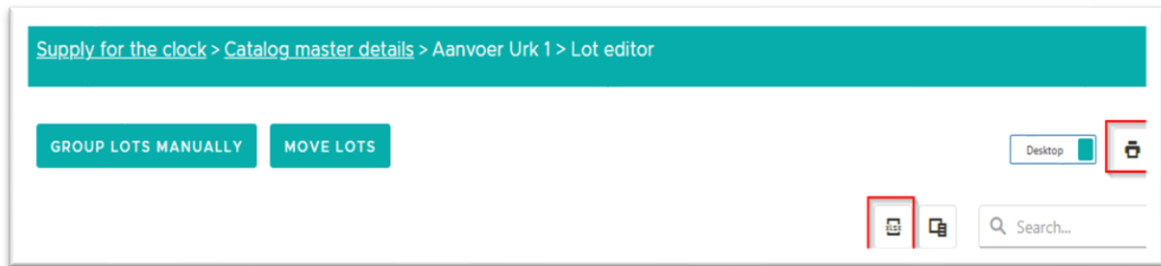 Supply for the clock > Catalog master details > Aanvoer Urk 1 > Lot editor
GROUP LOTS MANUALLY MOVE LOTS Desktop
XLSX Search...